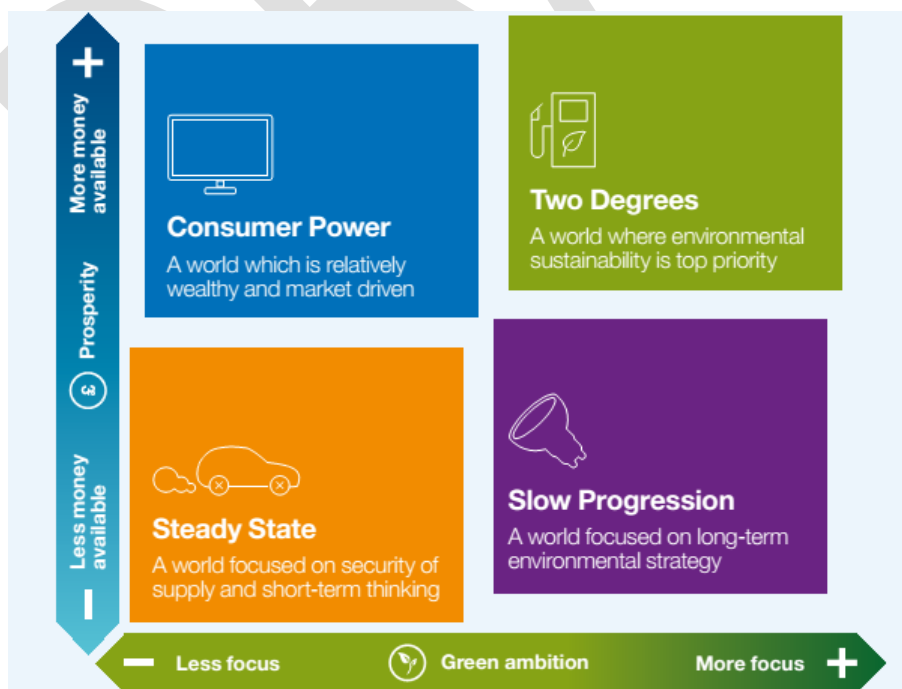 +
More money
available
Prosperity
£
Less money
available
−
Consumer Power
A world which is relatively
wealthy and market driven
Two Degrees
A world where environmental
sustainability is top priority
Steady State
A world focused on security of
supply and short-term thinking
Slow Progression
A world focused on long-term
environmental strategy
− Less focus
Green ambition
More focus +